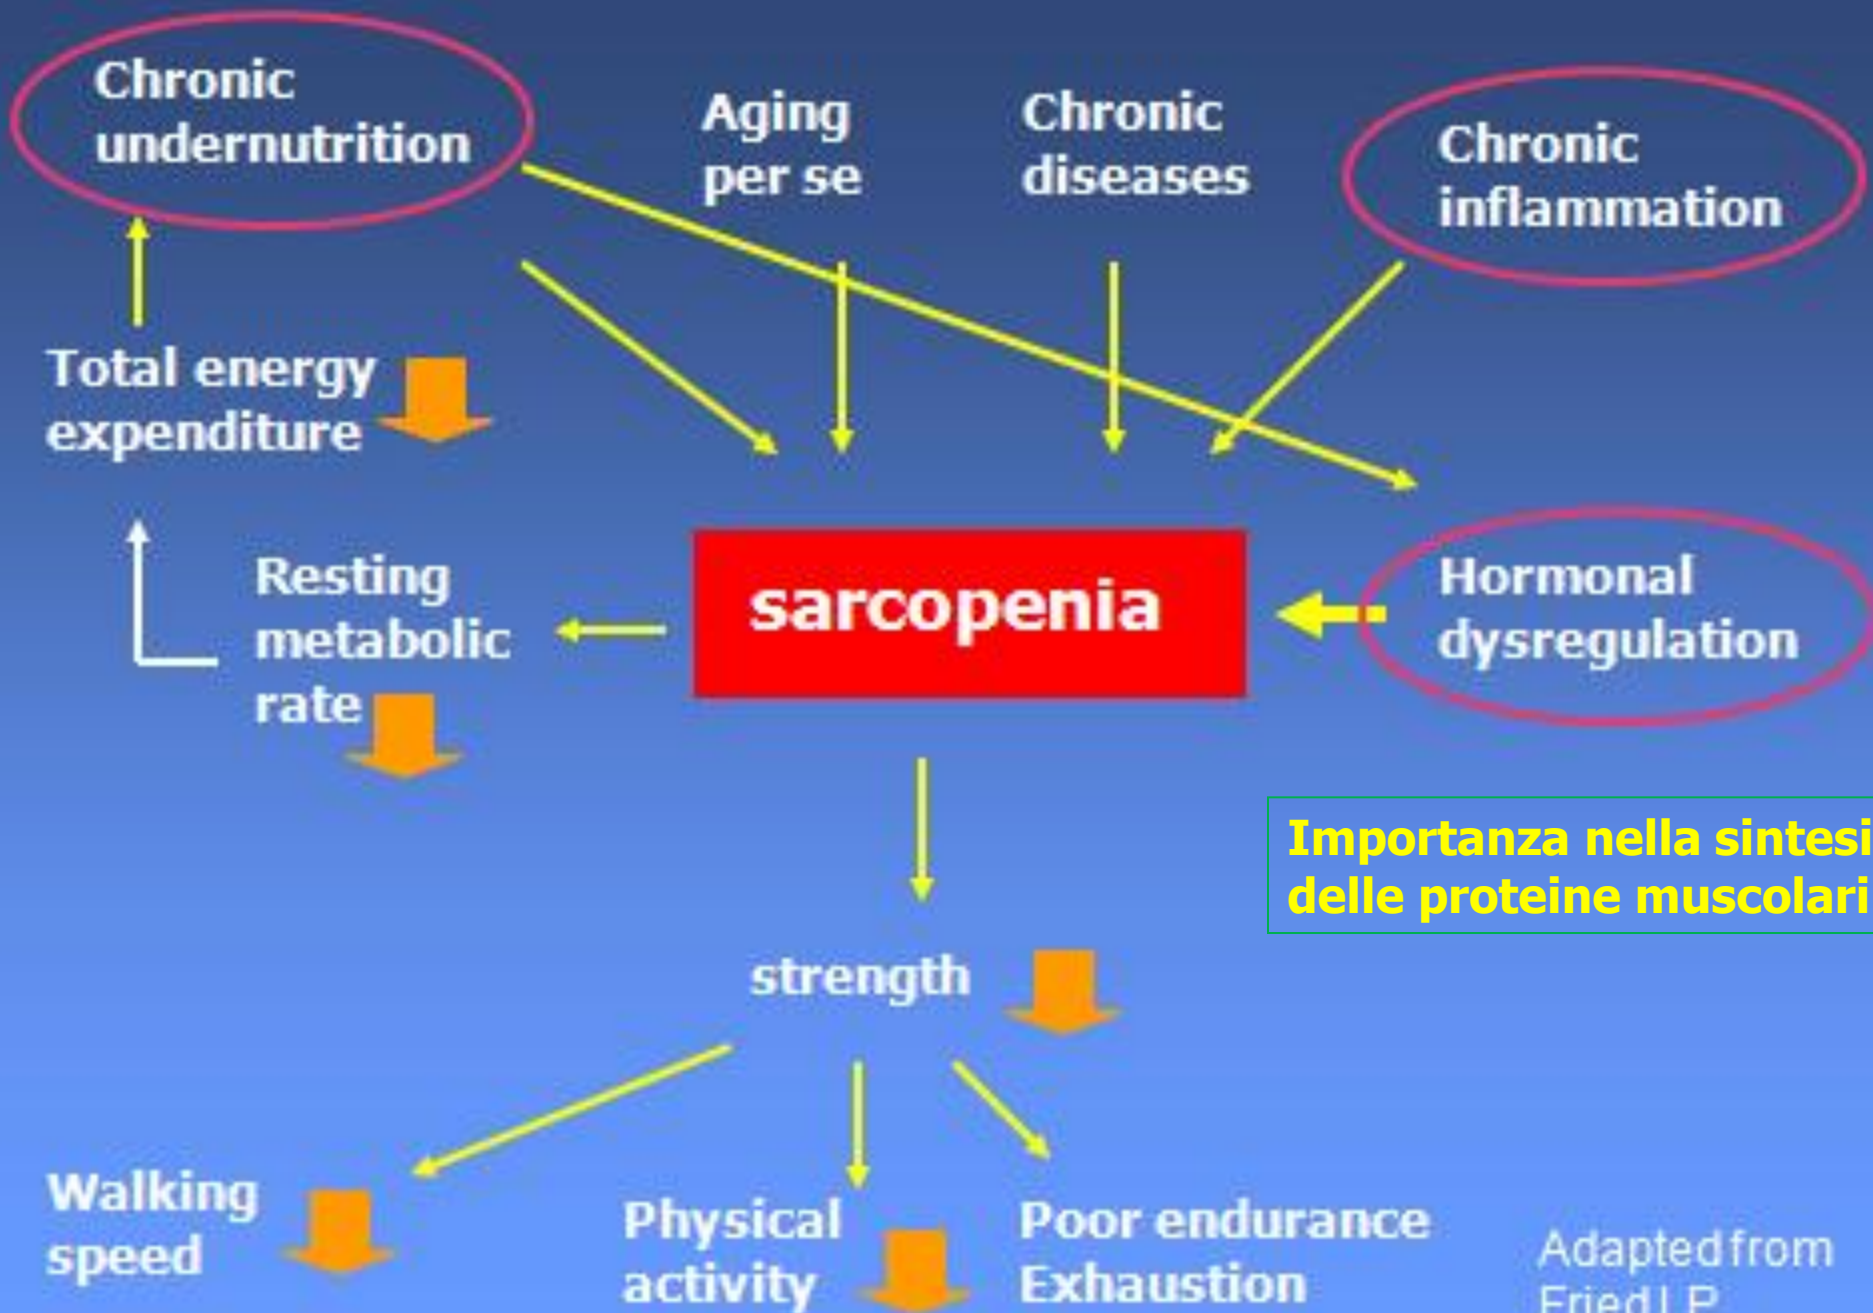 Chronic
undernutrition
Aging
per se
Chronic
diseases
Chronic
inflammation
Total energy
expenditure
Resting
metabolic
rate
sarcopenia
Hormonal
dysregulation
Importanza nella sintesi
delle proteine muscolari
strength
Walking
speed
Physical
activity
Poor endurance
Exhaustion
Adapted from
Fried L.P.